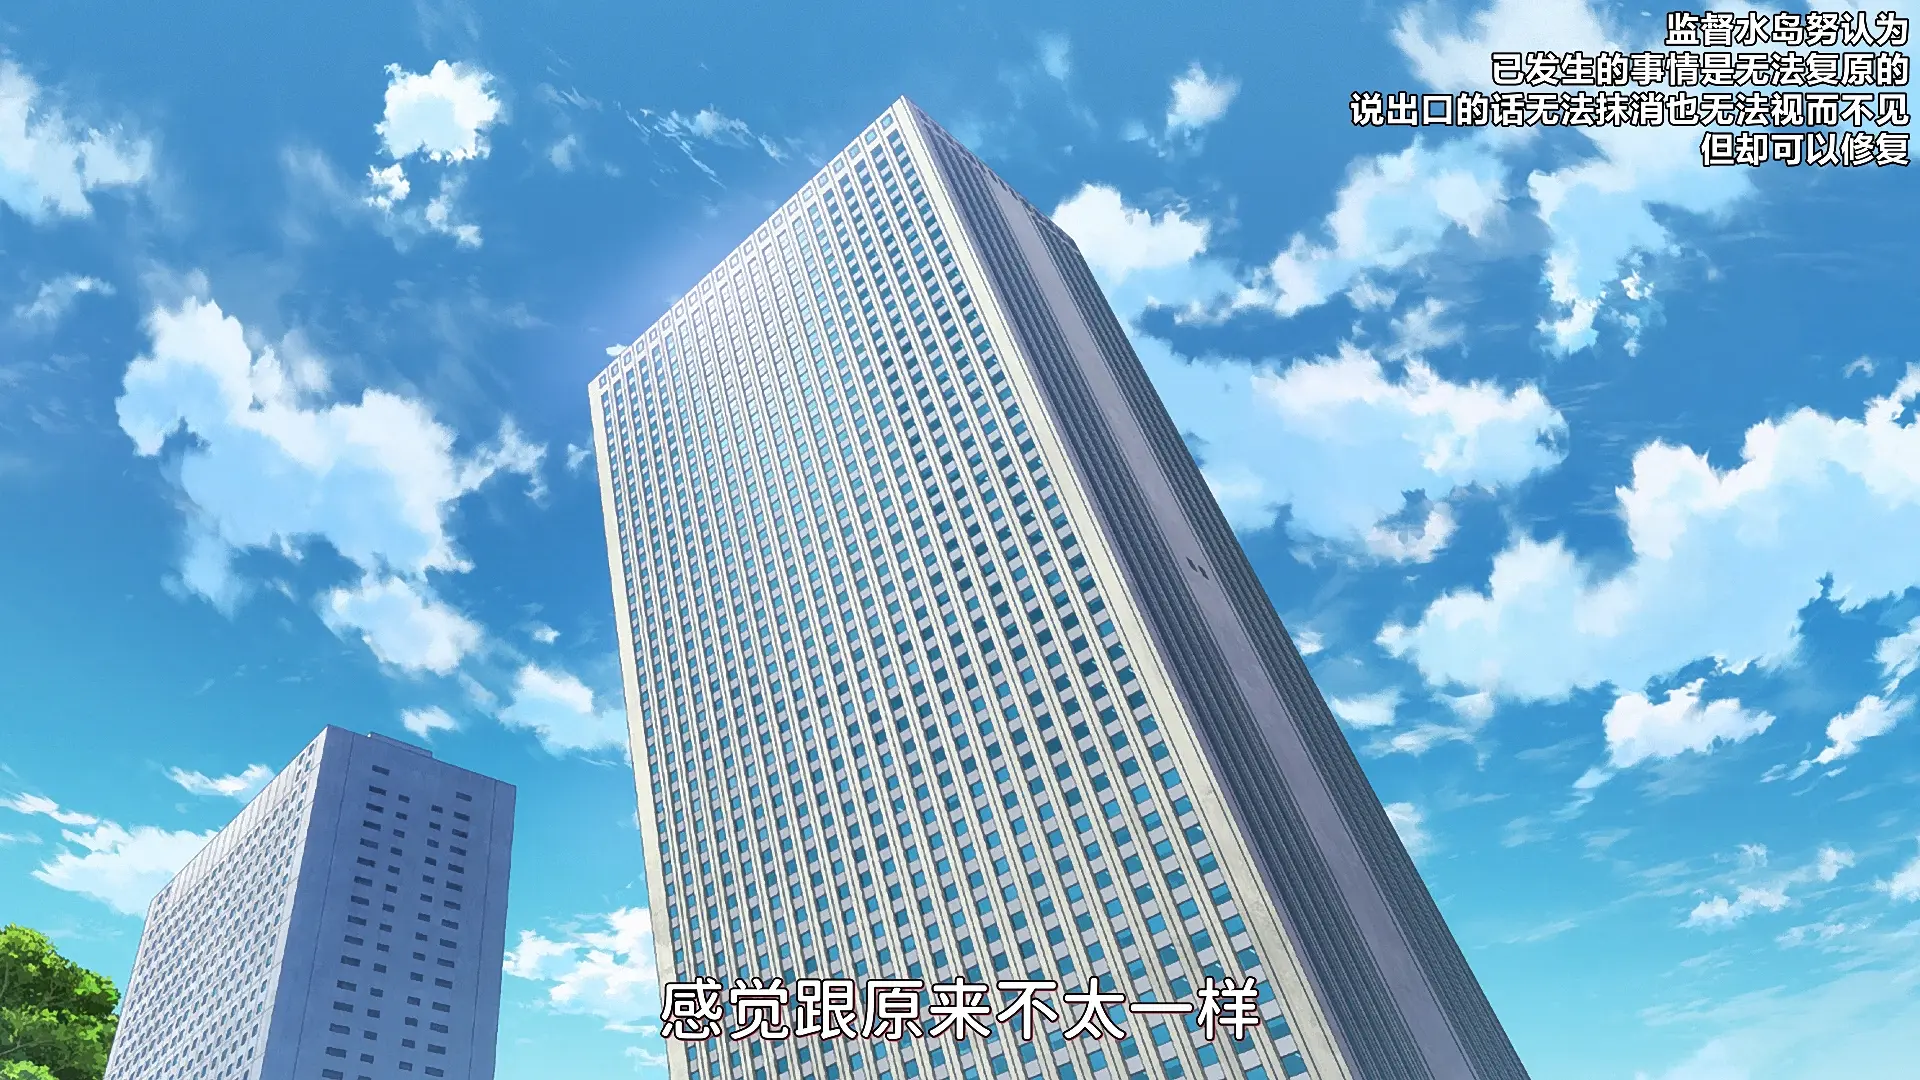 监督水岛努认为
已发生的事情是无法复原的
说出口的话无法抹消也无法视而不见
但却可以修复
感觉跟原来不太一样